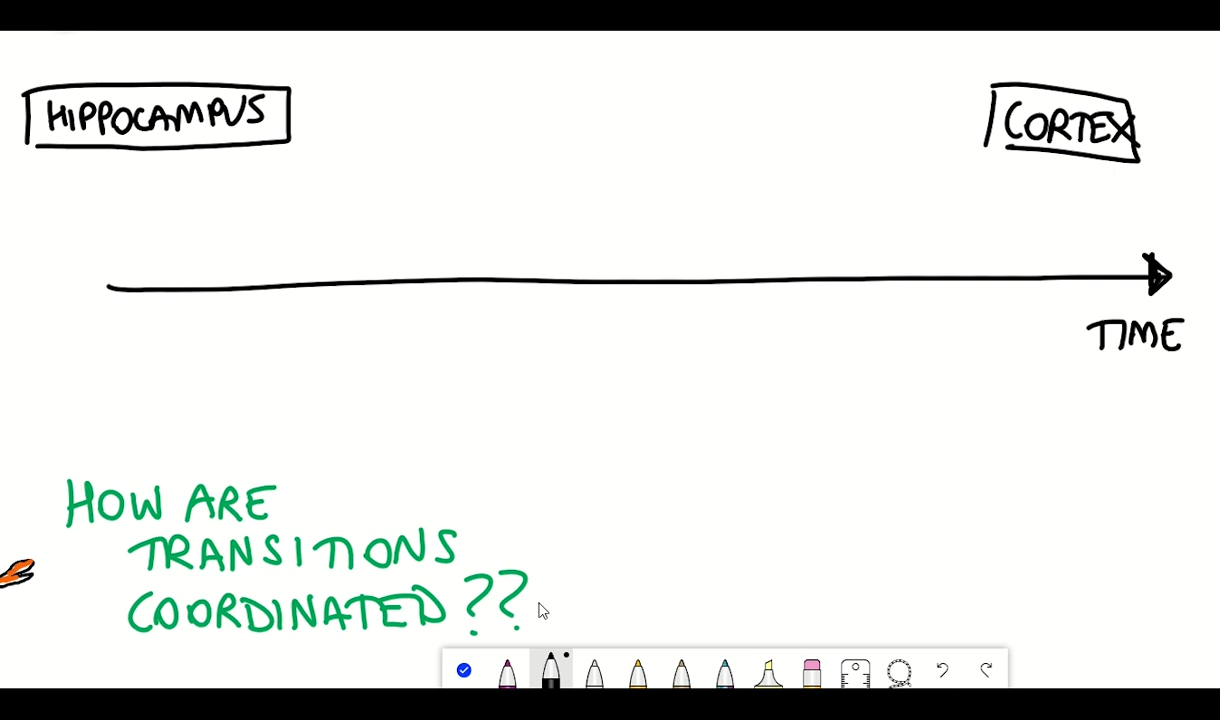 HIPPOCAMPUS
CORTEX
TIME
HOW ARE
TRANSITIONS
COORDINATED ??